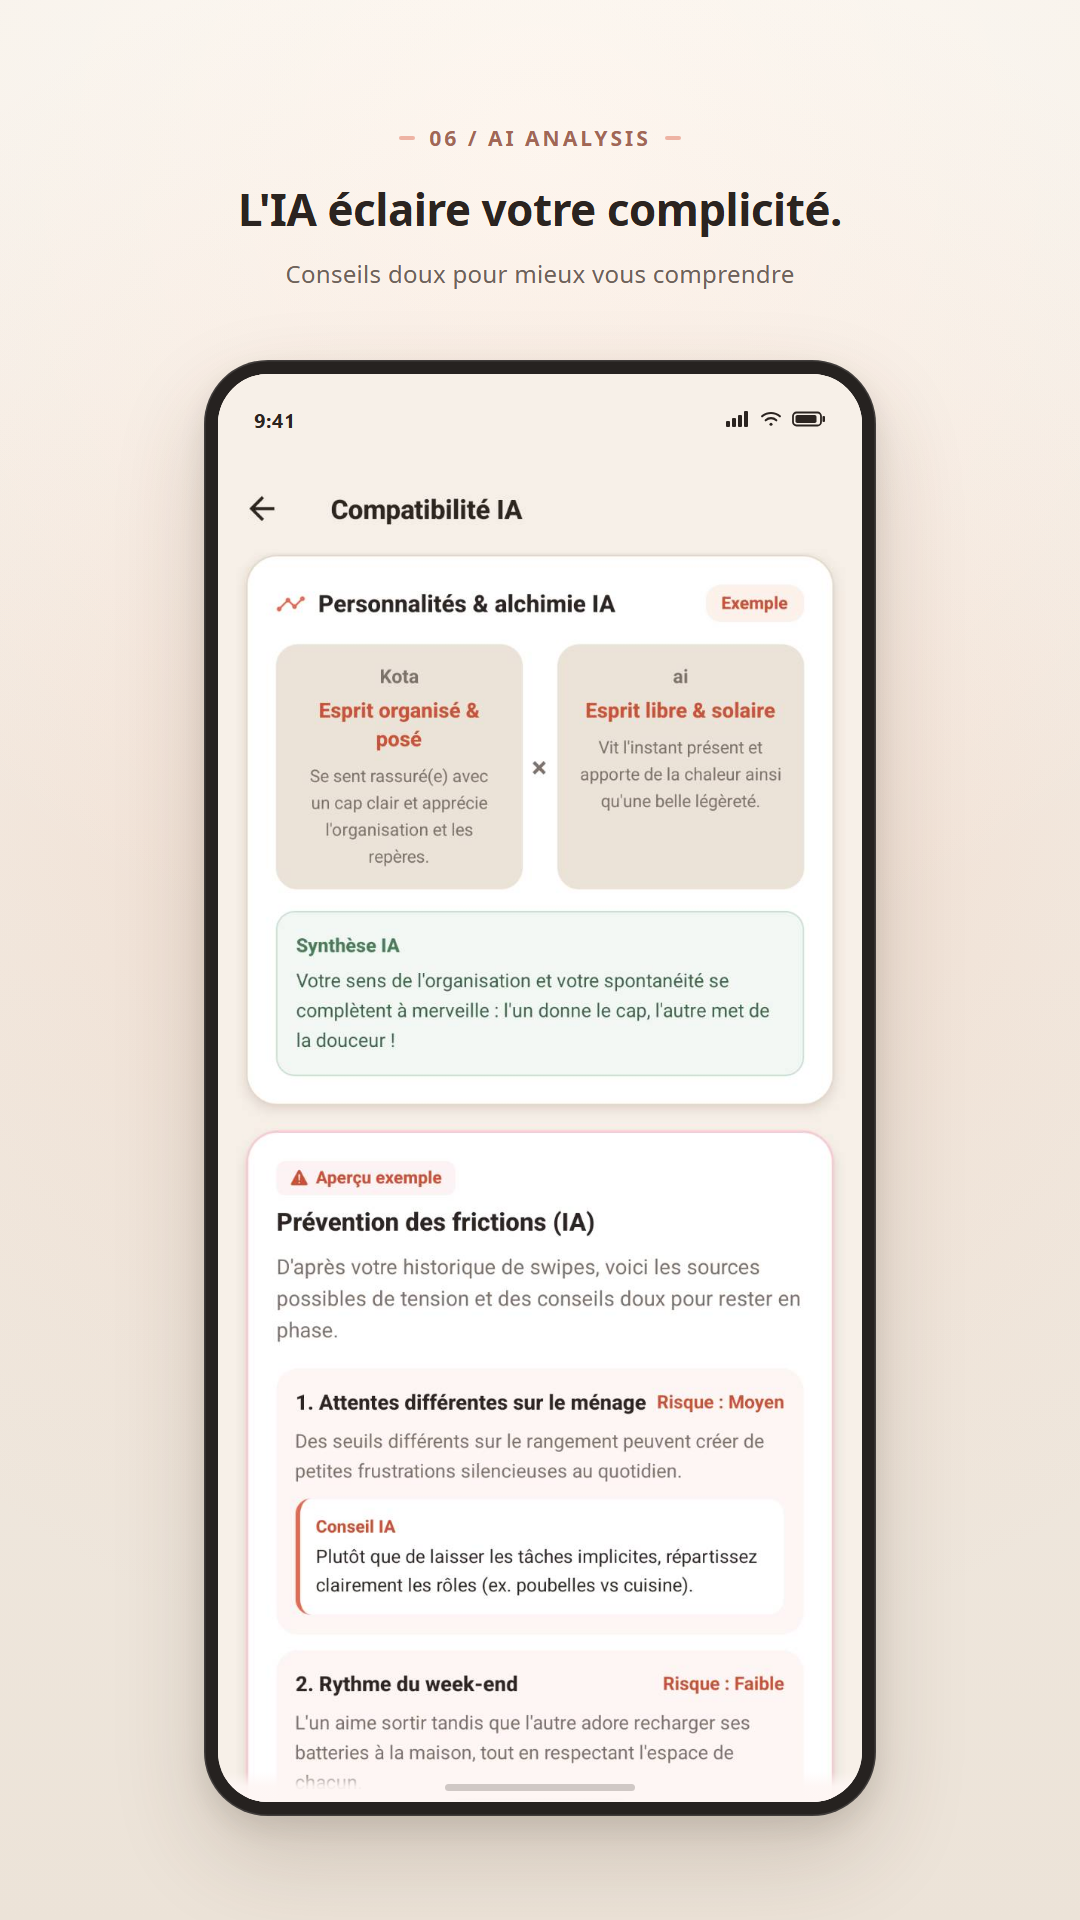 06 / AI ANALYSIS
L'IA éclaire votre complicité.
Conseils doux pour mieux vous comprendre
9:41
Compatibilité IA
Personnalités & alchimie IA
Exemple
Kota
Esprit organisé &
posé
Se sent rassuré(e) avec
un cap clair et apprécie
l'organisation et les
repères.
×
ai
Esprit libre & solaire
Vit l'instant présent et
apporte de la chaleur ainsi
qu'une belle légèreté.
Synthèse IA
Votre sens de l'organisation et votre spontanéité se
complètent à merveille : l'un donne le cap, l'autre met de
la douceur !
Aperçu exemple
Prévention des frictions (IA)
D'après votre historique de swipes, voici les sources
possibles de tension et des conseils doux pour rester en
phase.
1. Attentes différentes sur le ménage
Risque : Moyen
Des seuils différents sur le rangement peuvent créer de
petites frustrations silencieuses au quotidien.
Conseil IA
Plutôt que de laisser les tâches implicites, répartissez
clairement les rôles (ex. poubelles vs cuisine).
2. Rythme du week-end
Risque : Faible
L'un aime sortir tandis que l'autre adore recharger ses
batteries à la maison, tout en respectant l'espace de
chacun.